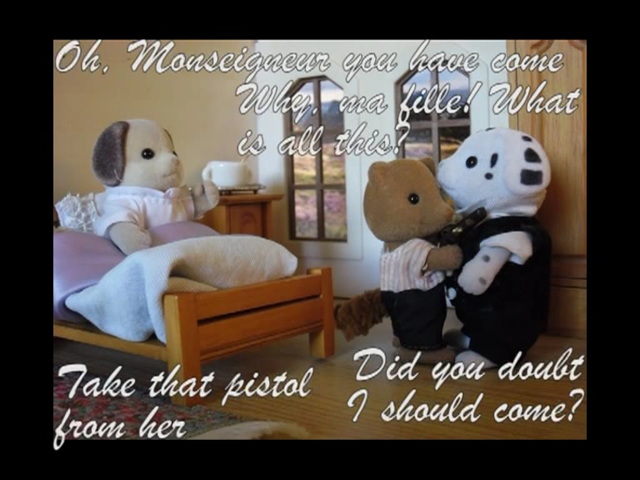 Oh, Monseigneur you have come
Why, ma fille! What
is all this?
Take that pistol
from her
Did you doubt
I should come?